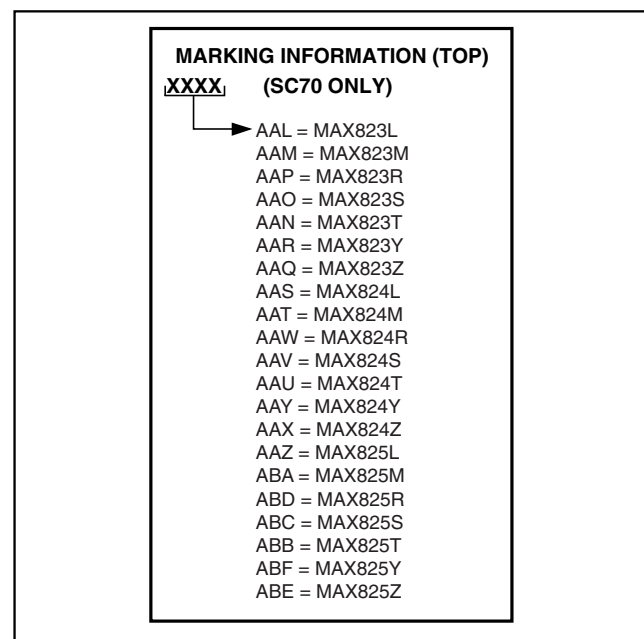 MARKING INFORMATION (TOP)
XXXX (SC70 ONLY)
AAL = MAX823L
AAM = MAX823M
AAP = MAX823R
AAO = MAX823S
AAN = MAX823T
AAR = MAX823Y
AAQ = MAX823Z
AAS = MAX824L
AAT = MAX824M
AAW = MAX824R
AAV = MAX824S
AAU = MAX824T
AAY = MAX824Y
AAX = MAX824Z
AAZ = MAX825L
ABA = MAX825M
ABD = MAX825R
ABC = MAX825S
ABB = MAX825T
ABF = MAX825Y
ABE = MAX825Z